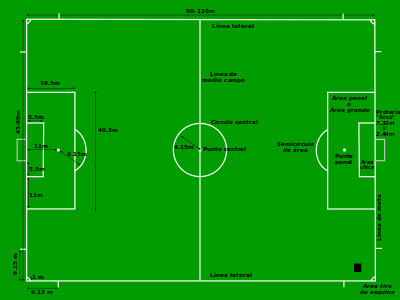 90-120m
Línea lateral
Línea de
medio campo
16.5m
Área penal
o
Área grande
Portería
"Arco"
7.32m
x
2.44m
45-90m
5.5m
Círculo central
40.3m
9.15m
Punto central
Semicírculo
de área
11m
9.15m
Punto
penal
Área
chica
5.5m
11m
Línea de meta
9.15 m
1 m
Línea lateral
9.15 m
Área tiro
de esquina